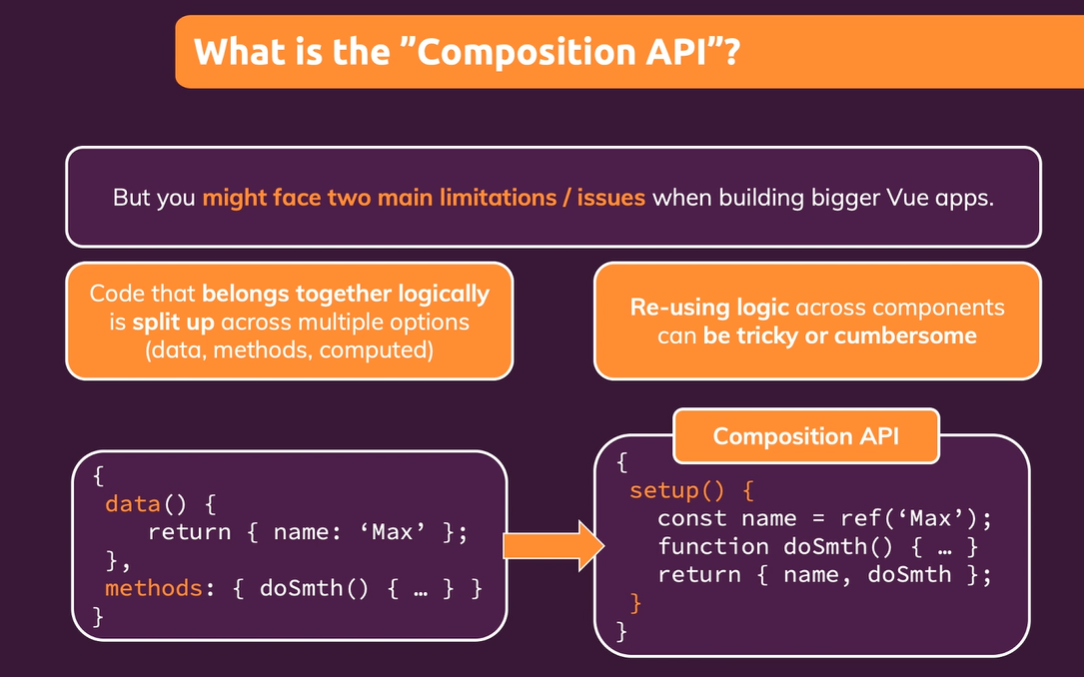 What is the ”Composition API”?
But you might face two main limitations / issues when building bigger Vue apps.
Code that belongs together logically
is split up across multiple options
(data, methods, computed)
Re-using logic across components
can be tricky or cumbersome
{
data() {
return { name: ‘Max’ };
},
methods: { doSmth() { … } }
}
Composition API
{
setup() {
const name = ref(‘Max’);
function doSmth() { … }
return { name, doSmth };
}
}